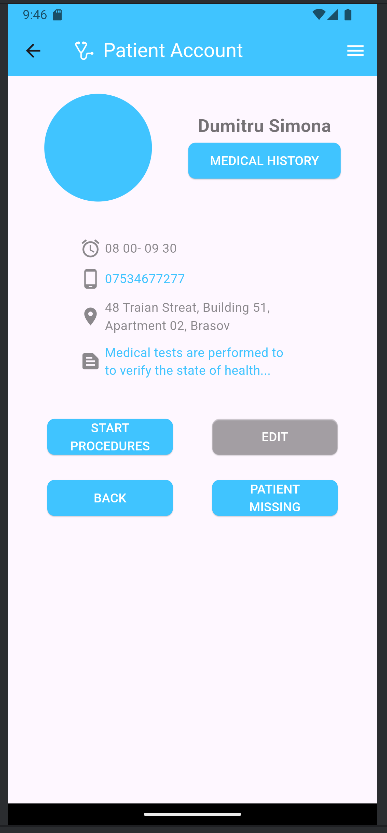 9:46
Patient Account
Dumitru Simona
MEDICAL HISTORY
08 00- 09 30
07534677277
48 Traian Streat, Building 51,
Apartment 02, Brasov
Medical tests are performed to
to verify the state of health...
START
PROCEDURES
EDIT
BACK
PATIENT
MISSING